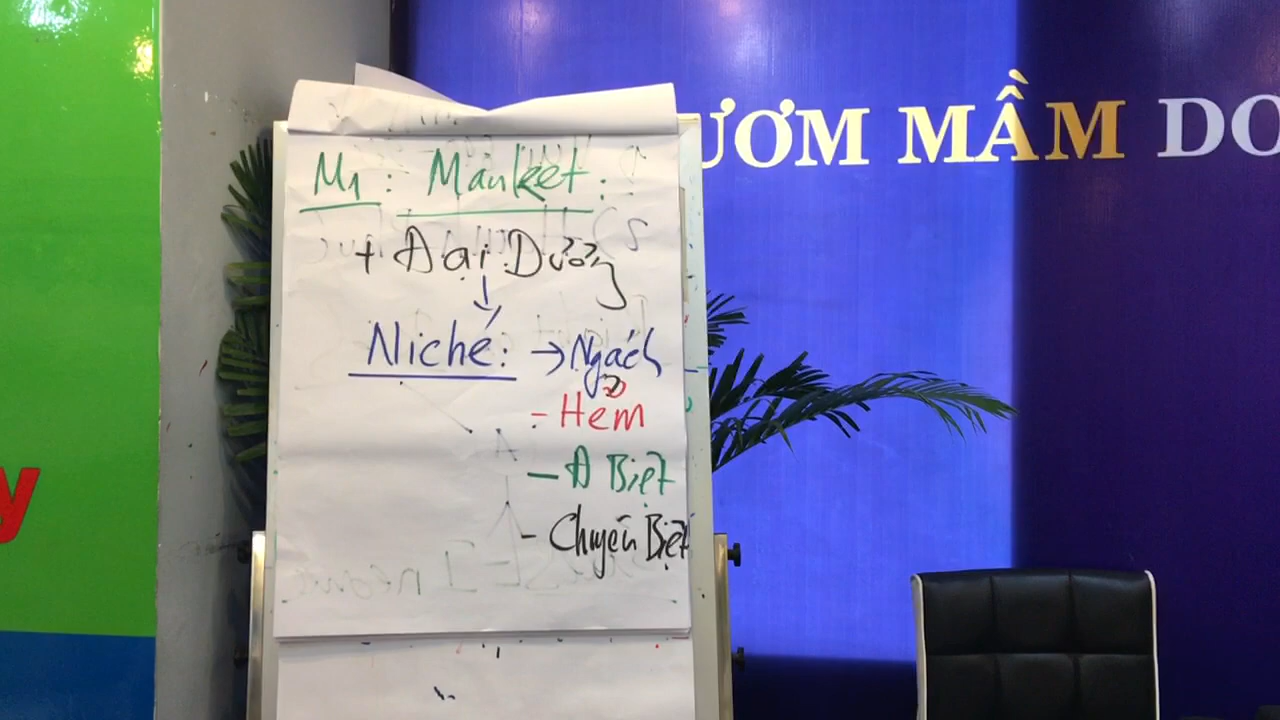 ƯƠM MẦM DO
M1 : Market :
+ Đại Dương
Niché : → Ngách
- Hẻm
- Đ Biệt
- Chuyên Biệt
y